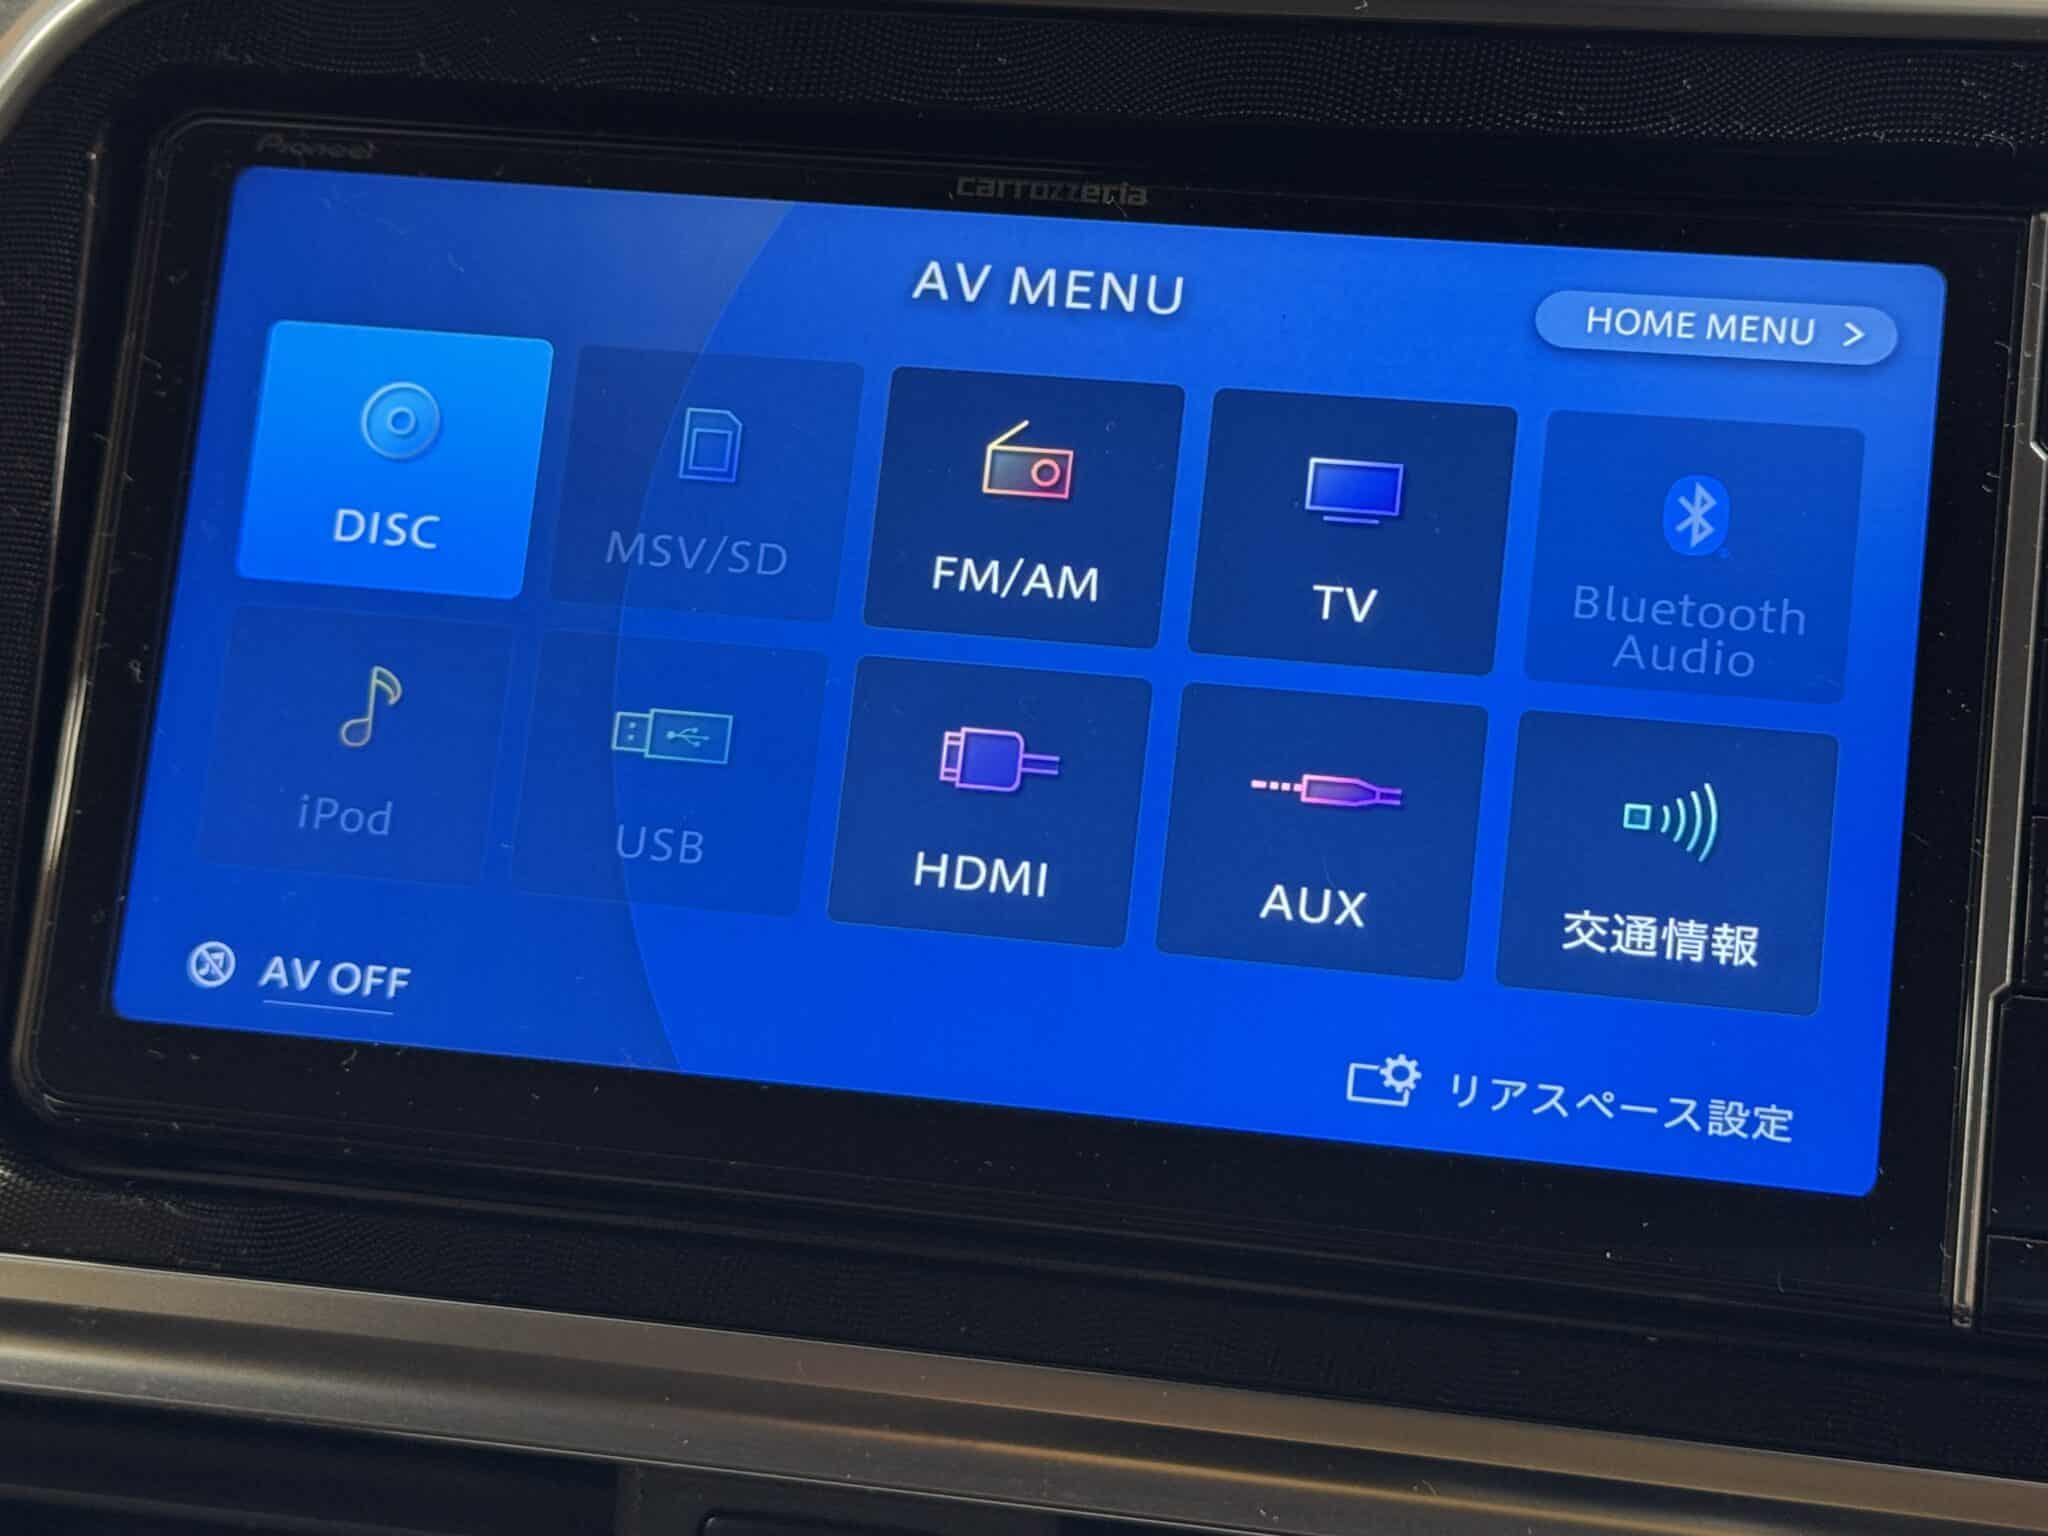 Pioneer
carrozzeria
AV MENU
HOME MENU >
DISC
MSV/SD
FM/AM
TV
Bluetooth
Audio
iPod
USB
HDMI
AUX
交通情報
AV OFF
リアスペース設定